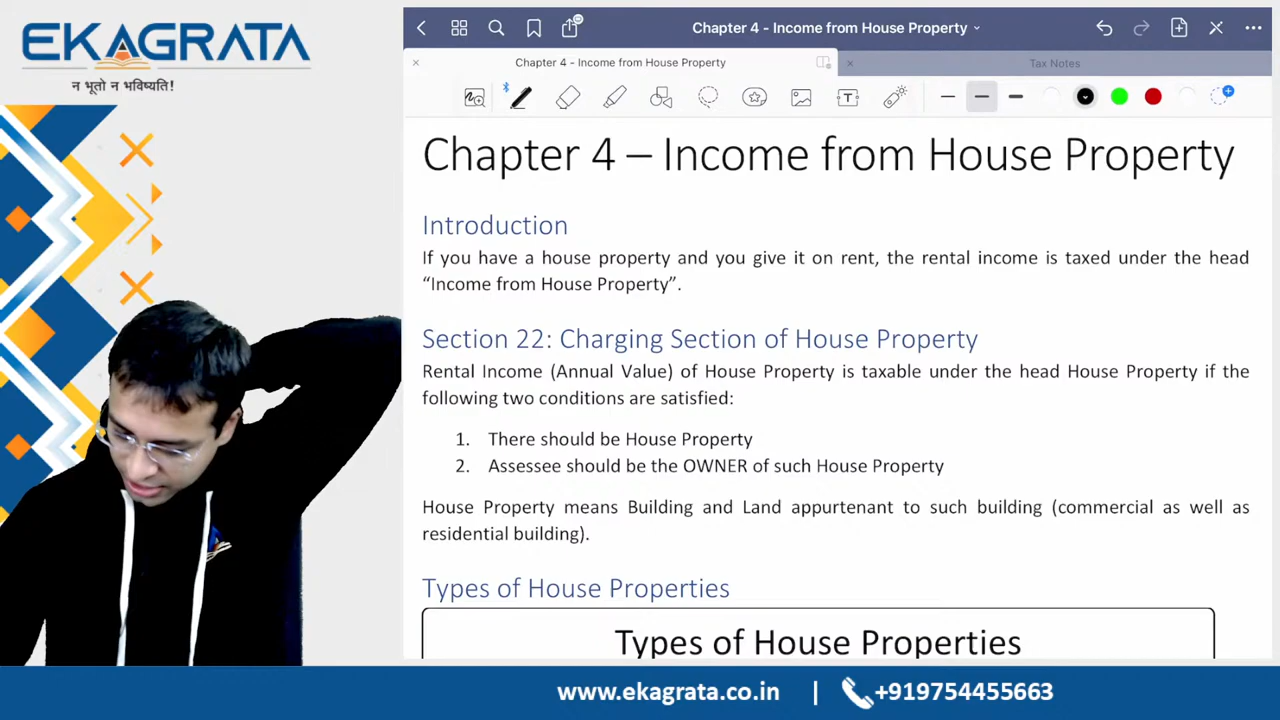 EKAGRATA
न भूतो न भविष्यति!
Chapter 4 - Income from House Property
Chapter 4 - Income from House Property
Tax Notes
T
Chapter 4 – Income from House Property
Introduction
If you have a house property and you give it on rent, the rental income is taxed under the head
“Income from House Property”.
Section 22: Charging Section of House Property
Rental Income (Annual Value) of House Property is taxable under the head House Property if the
following two conditions are satisfied:
1. There should be House Property
2. Assessee should be the OWNER of such House Property
House Property means Building and Land appurtenant to such building (commercial as well as
residential building).
Types of House Properties
Types of House Properties
www.ekagrata.co.in | +919754455663